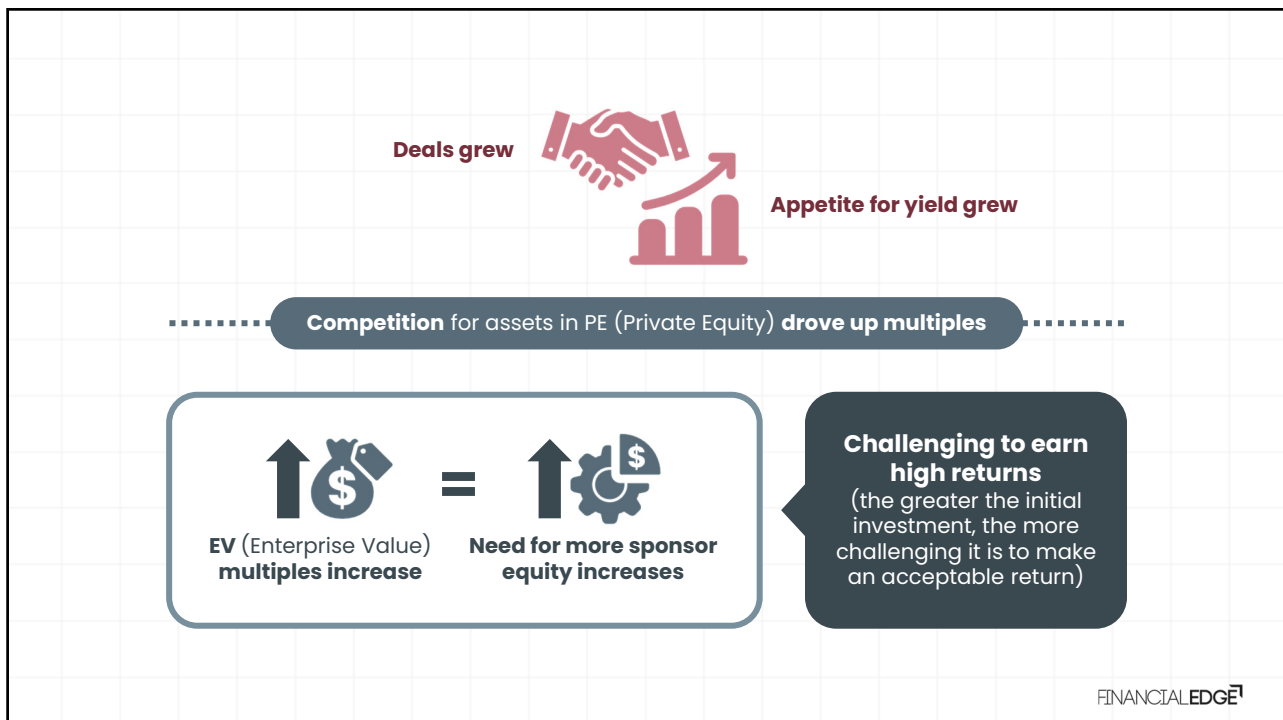 Deals grew
Appetite for yield grew
Competition for assets in PE (Private Equity) drove up multiples
$
$
EV (Enterprise Value)
multiples increase
=
Need for more sponsor
equity increases
Challenging to earn
high returns
(the greater the initial
investment, the more
challenging it is to make
an acceptable return)
FINANCIALEDGE